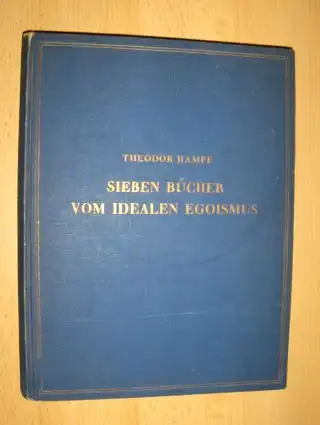 THEODOR HAMPE
SIEBEN BÜCHER
VOM IDEALEN EGOISMUS